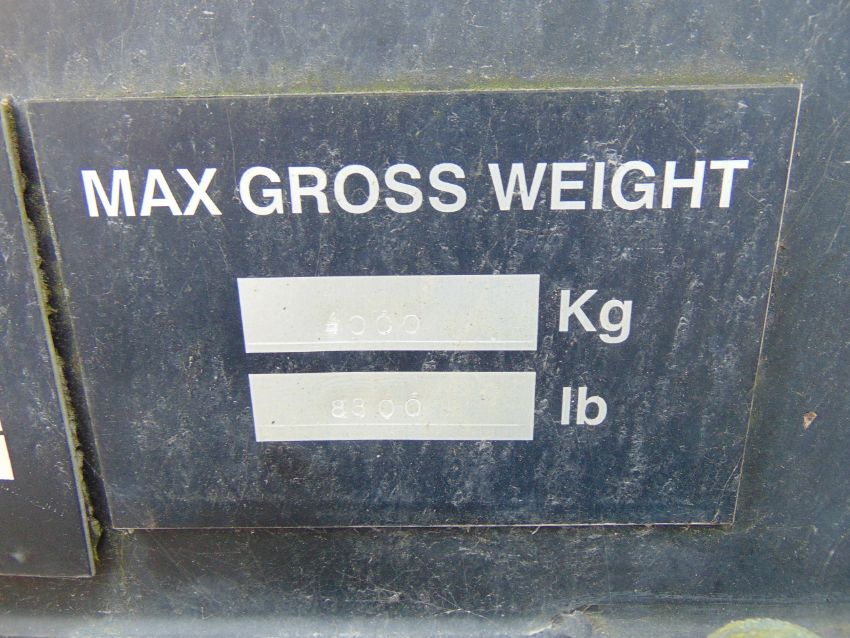 MAX GROSS WEIGHT
4000 Kg
8800 lb